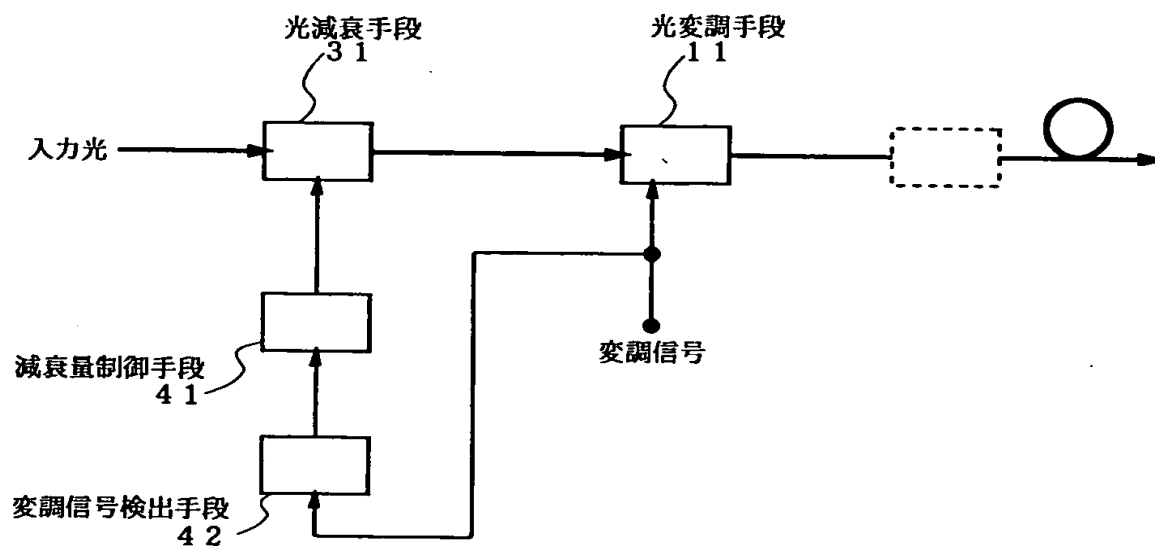 光減衰手段
３１
光変調手段
１１
入力光
変調信号
減衰量制御手段
４１
変調信号検出手段
４２